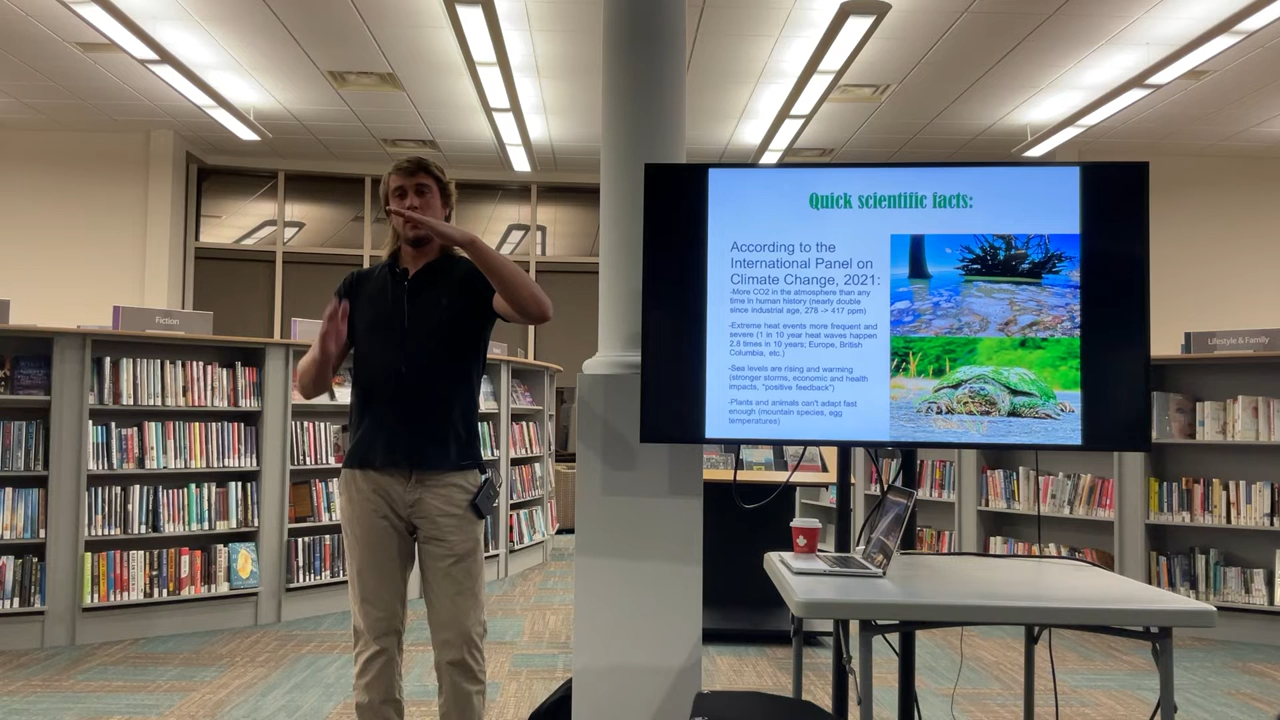 Quick scientific facts:
According to the
International Panel on
Climate Change, 2021:
-More CO2 in the atmosphere than any
time in human history (nearly double
since industrial age, 278 -> 417 ppm)
-Extreme heat events more frequent and
severe (1 in 10 year heat waves happen
2.8 times in 10 years; Europe, British
Columbia, etc.)
-Sea levels are rising and warming
(stronger storms, economic and health
impacts, "positive feedback")
-Plants and animals can't adapt fast
enough (mountain species, egg
temperatures)
Fiction
Lifestyle & Family